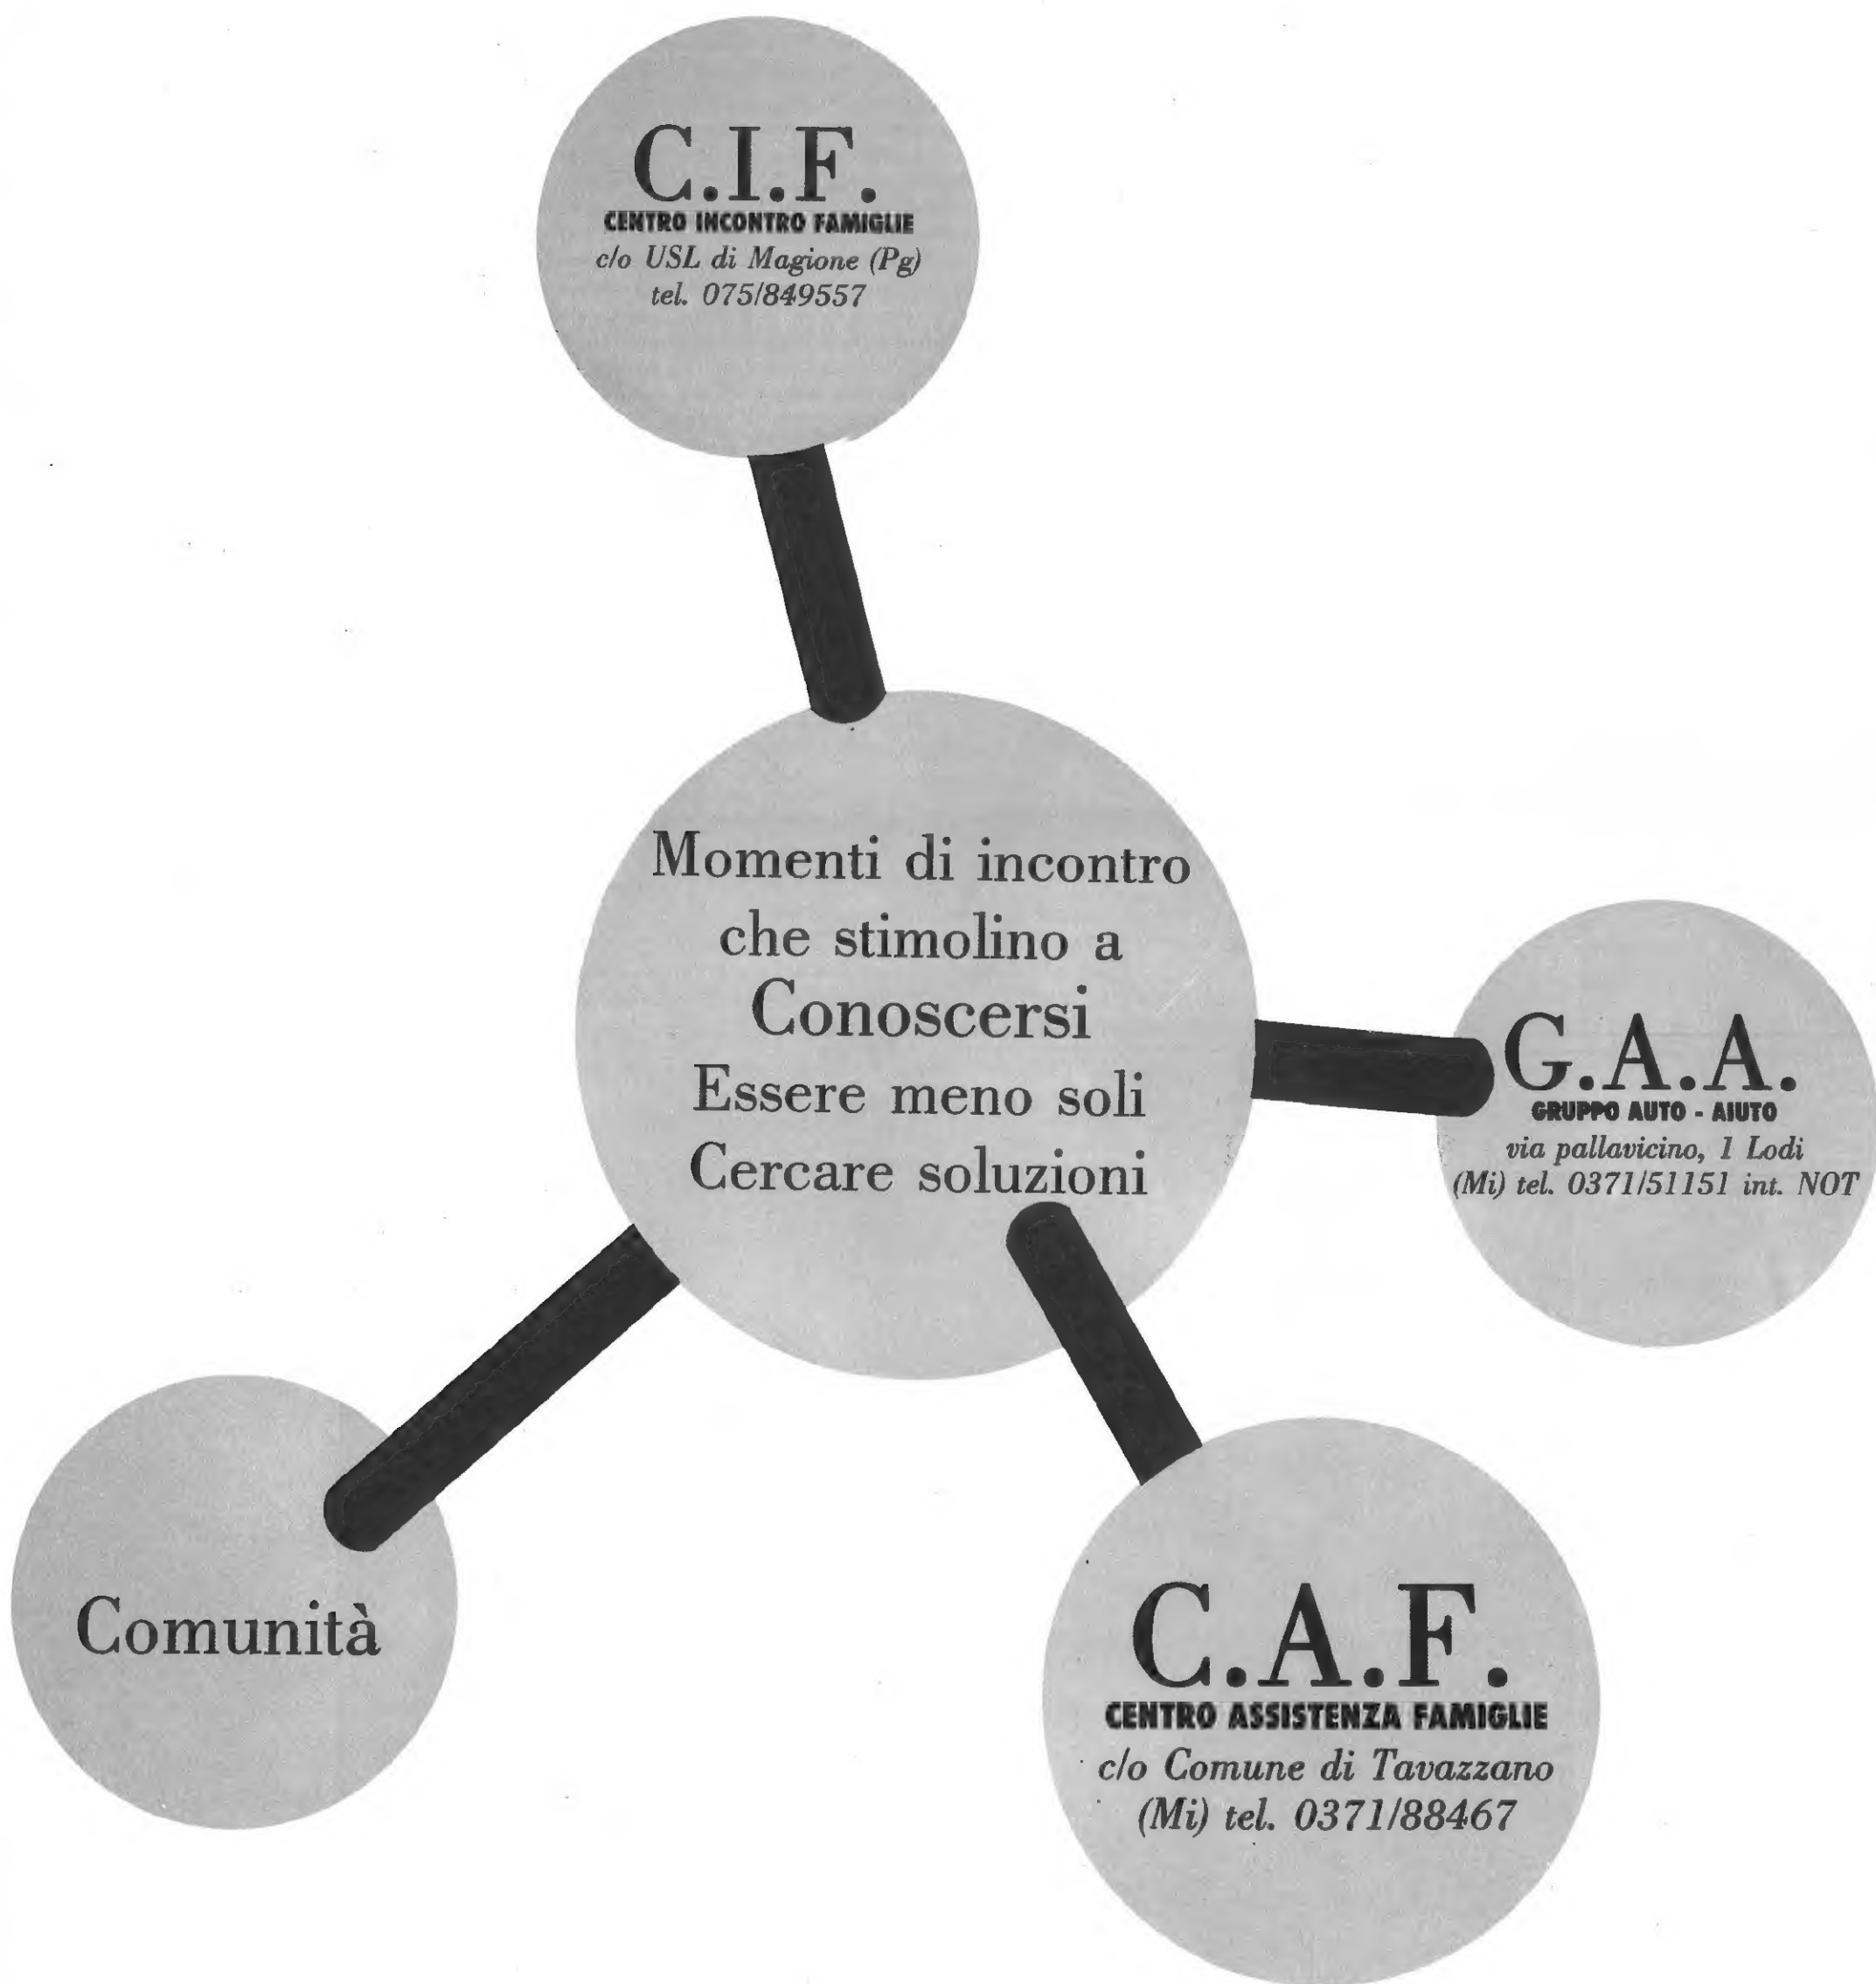 C.I.F.
CENTRO INCONTRO FAMIGLIE
c/o USL di Magione (Pg)
tel. 075/849557
Momenti di incontro
che stimolino a
Conoscersi
Essere meno soli
Cercare soluzioni
G.A.A.
GRUPPO AUTO - AIUTO
via pallavicino, 1 Lodi
(Mi) tel. 0371/51151 int. NOT
Comunità
C.A.F.
CENTRO ASSISTENZA FAMIGLIE
c/o Comune di Tavazzano
(Mi) tel. 0371/88467